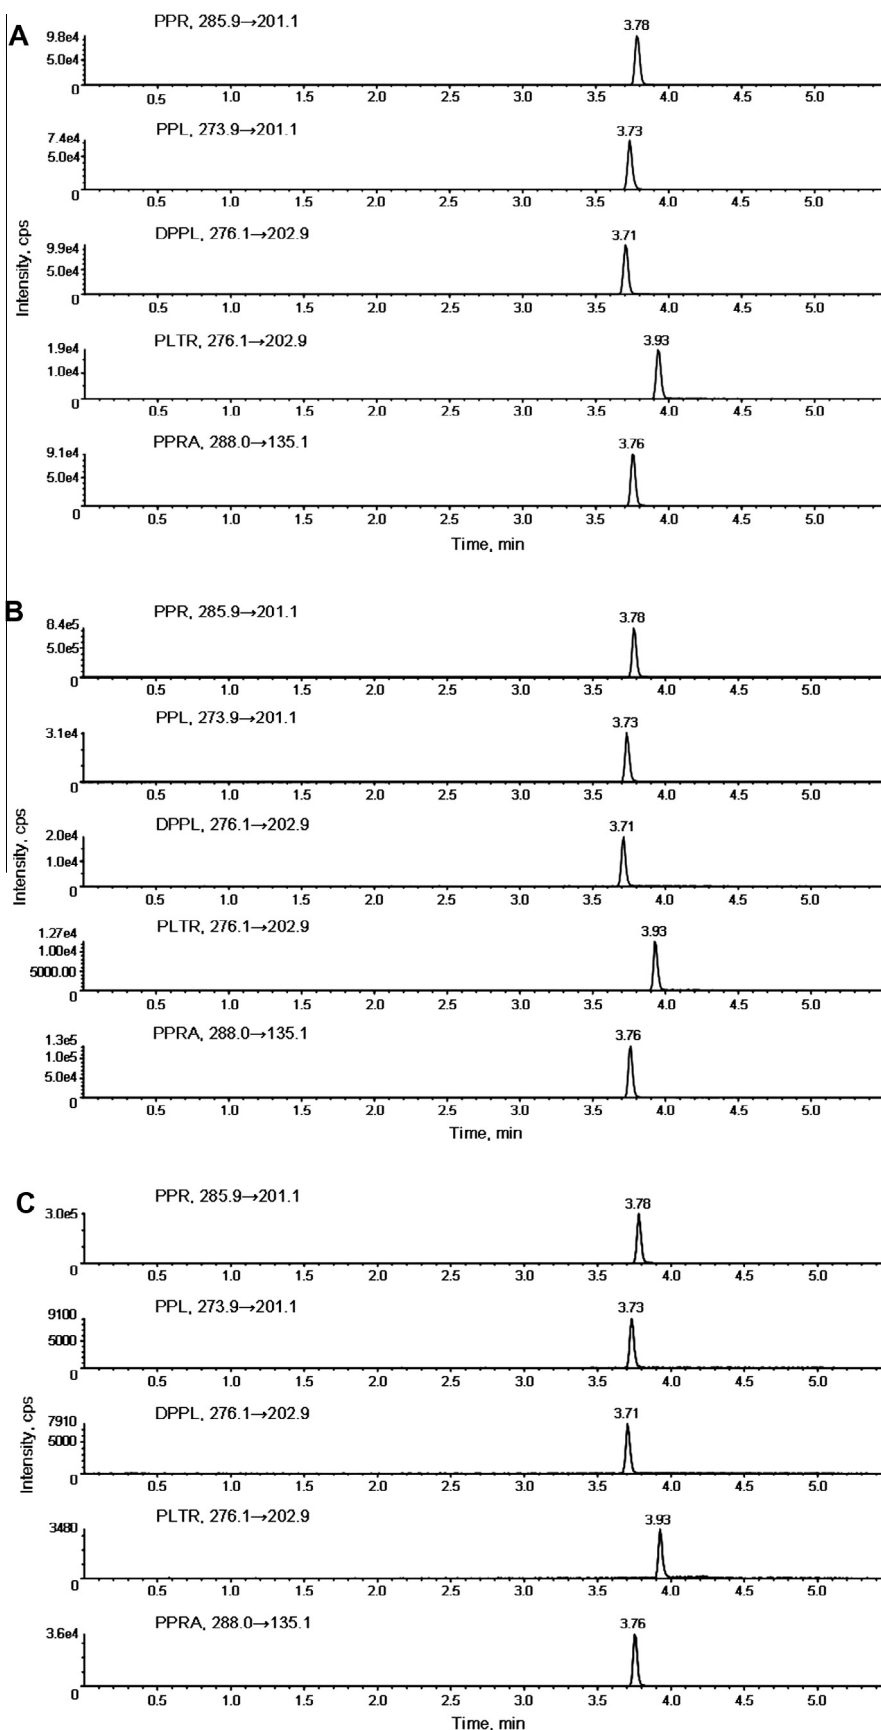 A
PPR, 285.9→201.1
3.78
9.8e4
5.0e4
0
0.5 1.0 1.5 2.0 2.5 3.0 3.5 4.0 4.5 5.0
PPL, 273.9→201.1
3.73
7.4e4
5.0e4
0
0.5 1.0 1.5 2.0 2.5 3.0 3.5 4.0 4.5 5.0
DPPL, 276.1→202.9
3.71
9.9e4
5.0e4
0
0.5 1.0 1.5 2.0 2.5 3.0 3.5 4.0 4.5 5.0
Intensity, cps
PLTR, 276.1→202.9
3.93
1.9e4
1.0e4
0
0.5 1.0 1.5 2.0 2.5 3.0 3.5 4.0 4.5 5.0
PPRA, 288.0→135.1
3.76
9.1e4
5.0e4
0
0.5 1.0 1.5 2.0 2.5 3.0 3.5 4.0 4.5 5.0
Time, min
B
PPR, 285.9→201.1
3.78
8.4e5
5.0e5
0
0.5 1.0 1.5 2.0 2.5 3.0 3.5 4.0 4.5 5.0
PPL, 273.9→201.1
3.73
3.1e4
0
0.5 1.0 1.5 2.0 2.5 3.0 3.5 4.0 4.5 5.0
DPPL, 276.1→202.9
3.71
2.0e4
1.0e4
0
0.5 1.0 1.5 2.0 2.5 3.0 3.5 4.0 4.5 5.0
Intensity, cps
PLTR, 276.1→202.9
3.93
1.27e4
1.00e4
5000.00
0
0.5 1.0 1.5 2.0 2.5 3.0 3.5 4.0 4.5 5.0
PPRA, 288.0→135.1
3.76
1.3e5
1.0e5
5.0e4
0
0.5 1.0 1.5 2.0 2.5 3.0 3.5 4.0 4.5 5.0
Time, min
C
PPR, 285.9→201.1
3.78
3.0e5
0
0.5 1.0 1.5 2.0 2.5 3.0 3.5 4.0 4.5 5.0
PPL, 273.9→201.1
3.73
9100
5000
0
0.5 1.0 1.5 2.0 2.5 3.0 3.5 4.0 4.5 5.0
DPPL, 276.1→202.9
3.71
7910
5000
0
0.5 1.0 1.5 2.0 2.5 3.0 3.5 4.0 4.5 5.0
Intensity, cps
PLTR, 276.1→202.9
3.93
3480
0
0.5 1.0 1.5 2.0 2.5 3.0 3.5 4.0 4.5 5.0
PPRA, 288.0→135.1
3.76
3.6e4
0
0.5 1.0 1.5 2.0 2.5 3.0 3.5 4.0 4.5 5.0
Time, min